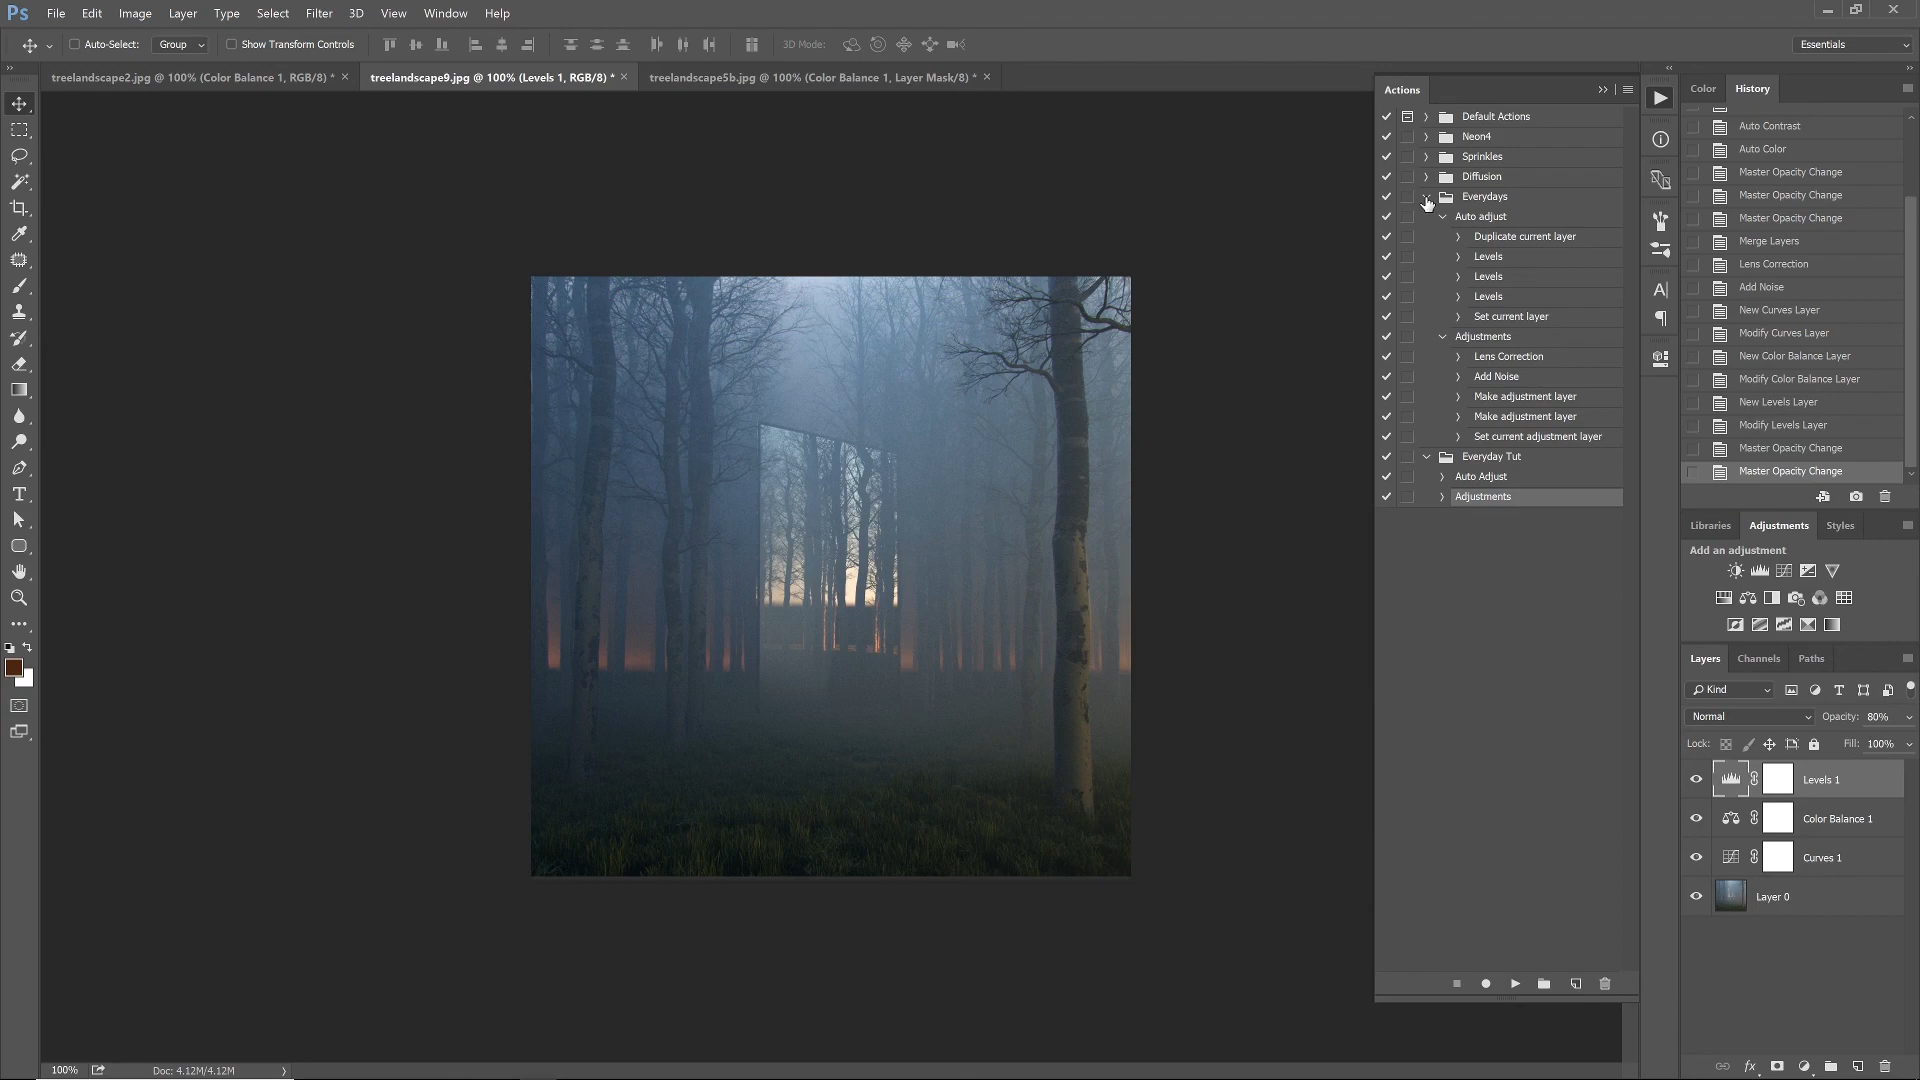 Ps File Edit Image Layer Type Select Filter 3D View Window Help
Auto-Select: Group Show Transform Controls 3D Mode: Essentials
treelandscape2.jpg @ 100% (Color Balance 1, RGB/8) * treelandscape9.jpg @ 100% (Levels 1, RGB/8) * treelandscape5b.jpg @ 100% (Color Balance 1, Layer Mask/8) *
Actions
Default Actions
Neon4
Sprinkles
Diffusion
Everydays
Auto adjust
Duplicate current layer
Levels
Levels
Levels
Set current layer
Adjustments
Lens Correction
Add Noise
Make adjustment layer
Make adjustment layer
Set current adjustment layer
Everyday Tut
Auto Adjust
Adjustments
Color History
Auto Contrast
Auto Color
Master Opacity Change
Master Opacity Change
Master Opacity Change
Merge Layers
Lens Correction
Add Noise
New Curves Layer
Modify Curves Layer
New Color Balance Layer
Modify Color Balance Layer
New Levels Layer
Modify Levels Layer
Master Opacity Change
Master Opacity Change
Libraries Adjustments Styles
Add an adjustment
Layers Channels Paths
Kind
Normal Opacity: 80%
Lock: Fill: 100%
Levels 1
Color Balance 1
Curves 1
Layer 0
fx
100% Doc: 4.12M/4.12M